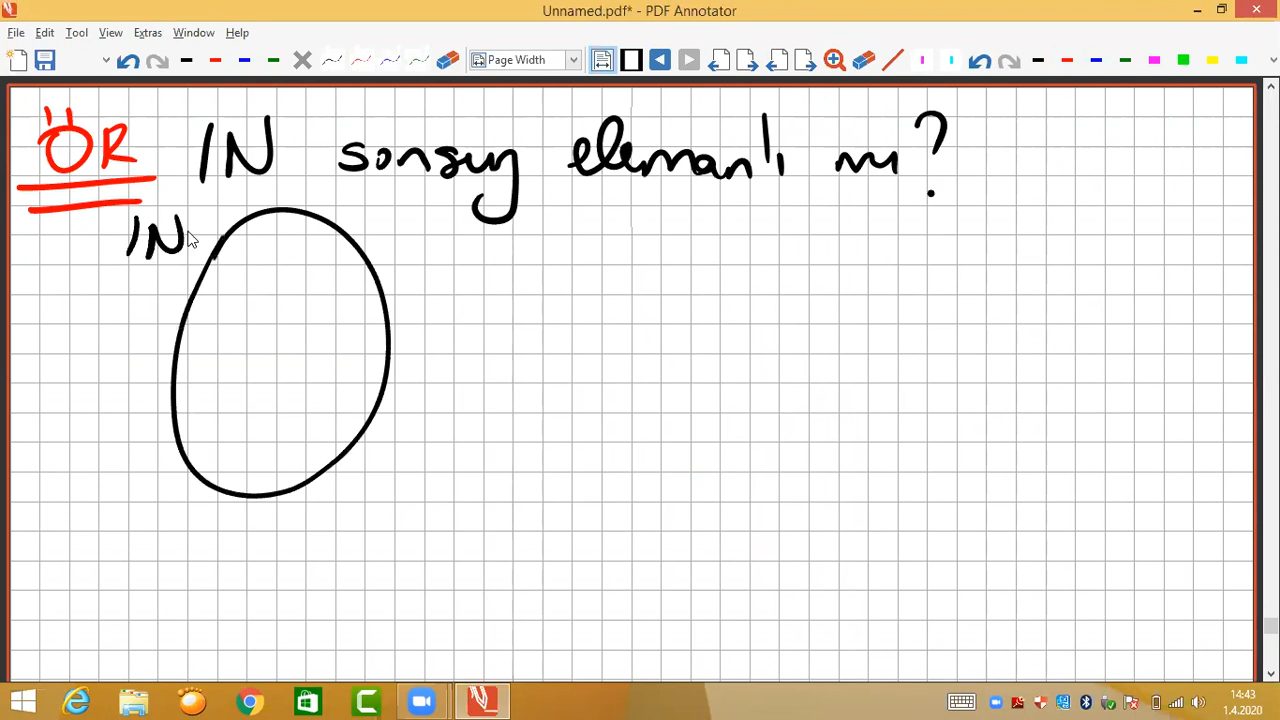 Unnamed.pdf* - PDF Annotator
File Edit Tool View Extras Window Help
Page Width
ÖR IN sonsuz elemanlı mı?
IN
14:43
1.4.2020